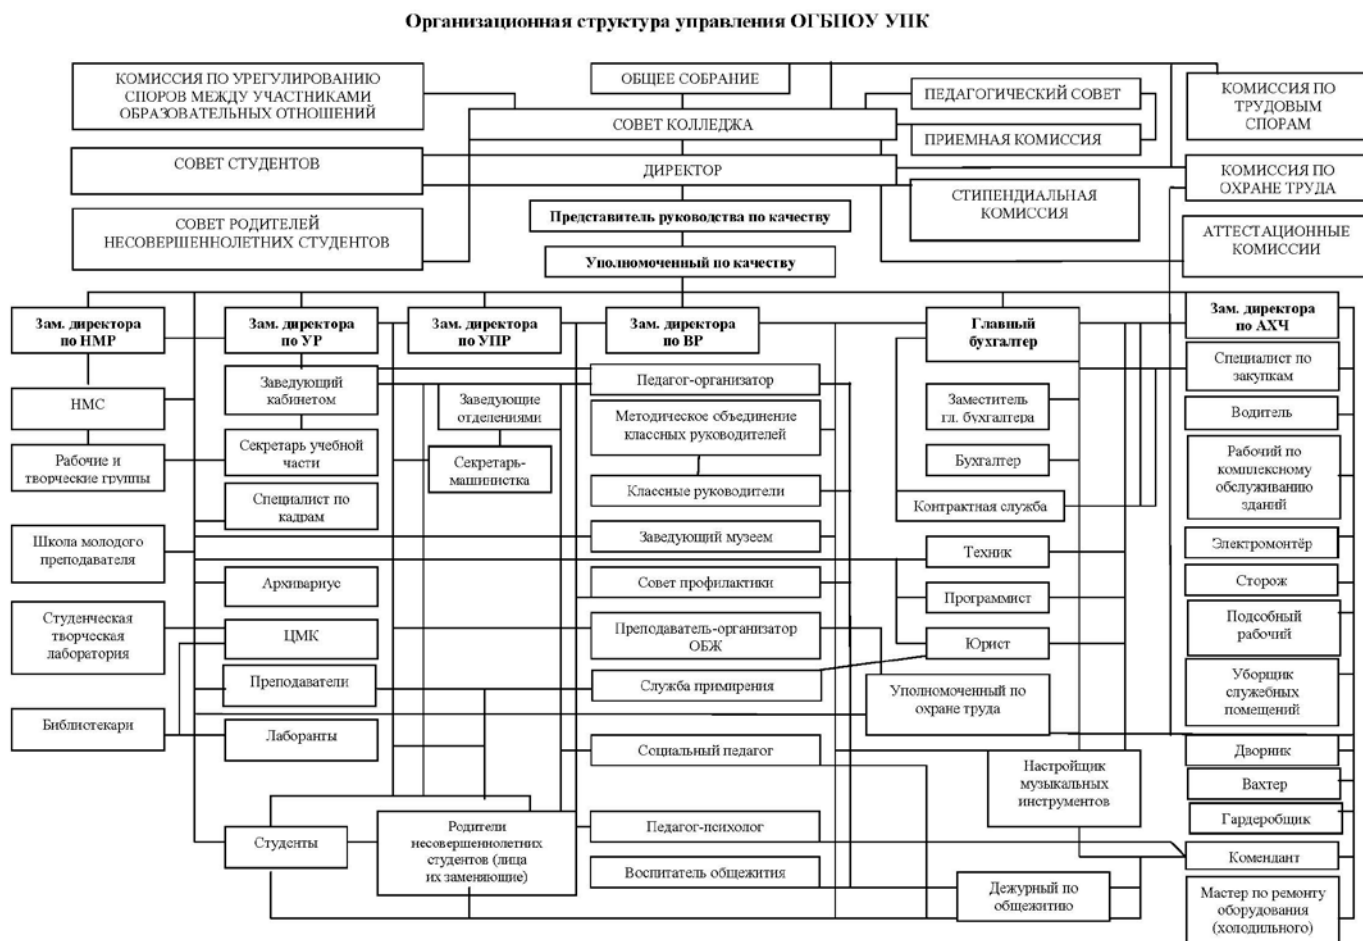 Организационная структура управления ОГБПОУ УПК
КОМИССИЯ ПО УРЕГУЛИРОВАНИЮ
СПОРОВ МЕЖДУ УЧАСТНИКАМИ
ОБРАЗОВАТЕЛЬНЫХ ОТНОШЕНИЙ
ОБЩЕЕ СОБРАНИЕ
ПЕДАГОГИЧЕСКИЙ СОВЕТ
КОМИССИЯ ПО
ТРУДОВЫМ
СПОРАМ
СОВЕТ КОЛЛЕДЖА
ПРИЕМНАЯ КОМИССИЯ
СОВЕТ СТУДЕНТОВ
ДИРЕКТОР
КОМИССИЯ ПО
ОХРАНЕ ТРУДА
СТИПЕНДИАЛЬНАЯ
КОМИССИЯ
СОВЕТ РОДИТЕЛЕЙ
НЕСОВЕРШЕННОЛЕТНИХ СТУДЕНТОВ
Представитель руководства по качеству
АТТЕСТАЦИОННЫЕ
КОМИССИИ
Уполномоченный по качеству
Зам. директора
по НМР
Зам. директора
по УР
Зам. директора
по УПР
Зам. директора
по ВР
Главный
бухгалтер
Зам. директора
по АХЧ
НМС
Рабочие и
творческие группы
Школа молодого
преподавателя
Студенческая
творческая
лаборатория
Библиотекари
Заведующий
кабинетом
Секретарь учебной
части
Специалист по
кадрам
Архивариус
ЦМК
Преподаватели
Лаборанты
Студенты
Заведующие
отделениями
Секретарь-
машинистка
Родители
несовершеннолетних
студентов (лица
их заменяющие)
Педагог-организатор
Методическое объединение
классных руководителей
Классные руководители
Заведующий музеем
Совет профилактики
Преподаватель-организатор
ОБЖ
Служба примирения
Социальный педагог
Педагог-психолог
Воспитатель общежития
Заместитель
гл. бухгалтера
Бухгалтер
Контрактная служба
Техник
Программист
Юрист
Уполномоченный по
охране труда
Настройщик
музыкальных
инструментов
Дежурный по
общежитию
Специалист по
закупкам
Водитель
Рабочий по
комплексному
обслуживанию
зданий
Электромонтёр
Сторож
Подсобный
рабочий
Уборщик
служебных
помещений
Дворник
Вахтер
Гардеробщик
Комендант
Мастер по ремонту
оборудования
(холодильного)